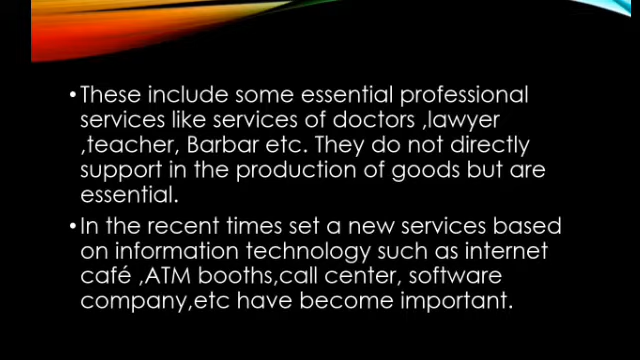 • These include some essential professional
services like services of doctors ,lawyer
,teacher, Barbar etc. They do not directly
support in the production of goods but are
essential.
• In the recent times set a new services based
on information technology such as internet
café ,ATM booths,call center, software
company,etc have become important.